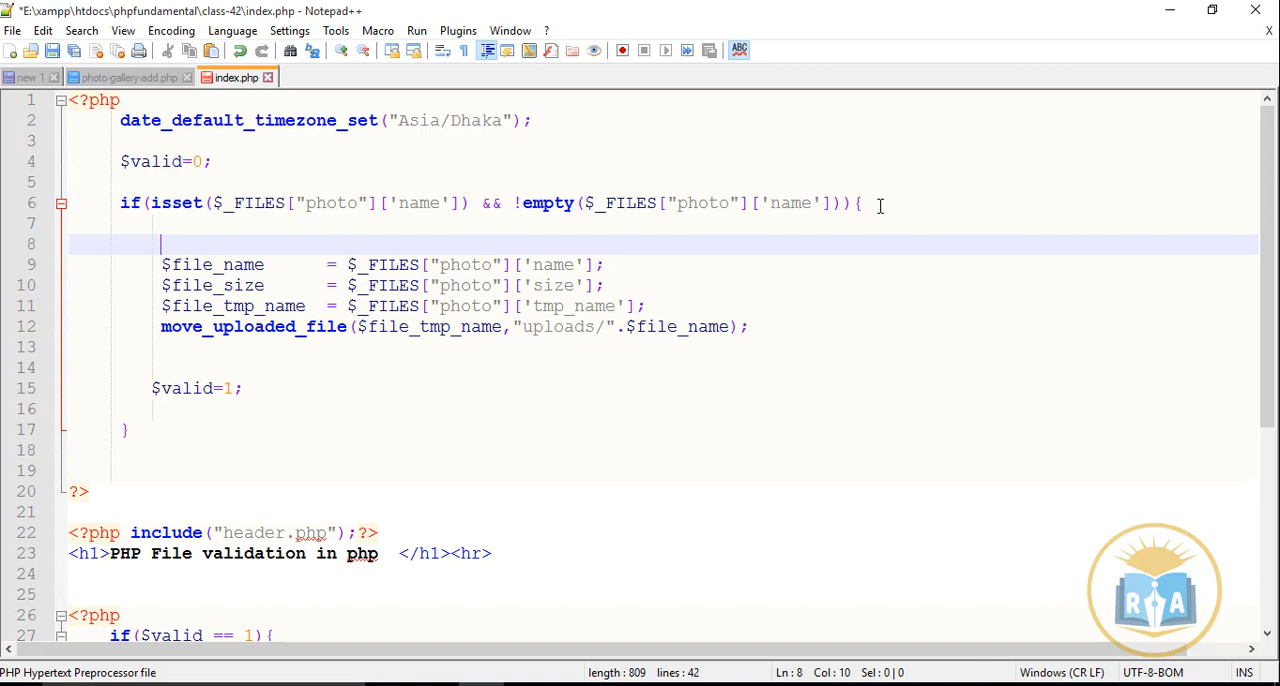 *E:\xampp\htdocs\phpfundamental\class-42\index.php - Notepad++
File Edit Search View Encoding Language Settings Tools Macro Run Plugins Window ? X
ABC
new 1 photo-gallery-add.php index.php
1 <?php
2 date_default_timezone_set("Asia/Dhaka");
3
4 $valid=0;
5
6 if(isset($_FILES["photo"]['name']) && !empty($_FILES["photo"]['name'])){
7
8
9 $file_name = $_FILES["photo"]['name'];
10 $file_size = $_FILES["photo"]['size'];
11 $file_tmp_name = $_FILES["photo"]['tmp_name'];
12 move_uploaded_file($file_tmp_name,"uploads/".$file_name);
13
14
15 $valid=1;
16
17 }
18
19
20 ?>
21
22 <?php include("header.php");?>
23 <h1>PHP File validation in php </h1><hr>
24
25
26 <?php
27 if($valid == 1){
R A
PHP Hypertext Preprocessor file length : 809 lines : 42 Ln : 8 Col : 10 Sel : 0 | 0 Windows (CR LF) UTF-8-BOM INS